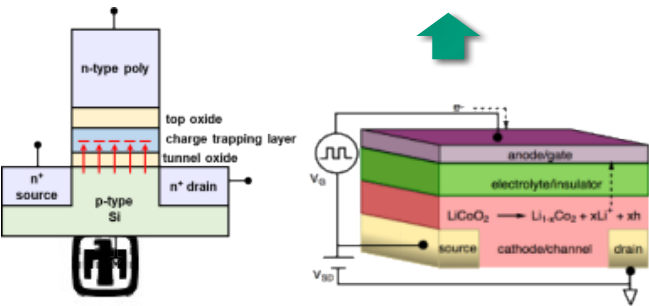 n-type poly
top oxide
charge trapping layer
tunnel oxide
n+
source
n+ drain
p-type
Si
e-
anode/gate
VG
electrolyte/insulator
LiCoO2 → Li1-xCo2 + xLi+ + xh
source
cathode/channel
drain
VSD